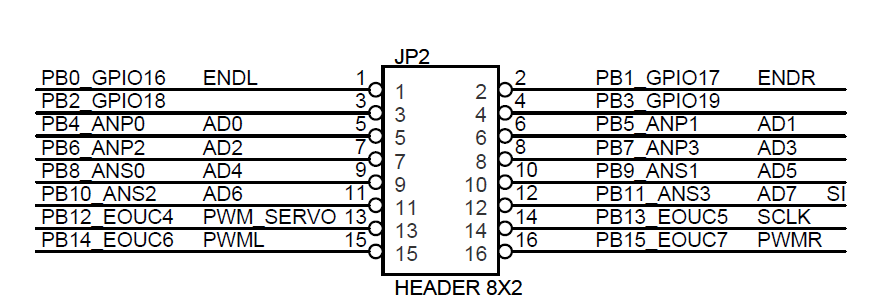 JP2
PB0_GPIO16 ENDL 1 1 2 2 PB1_GPIO17 ENDR
PB2_GPIO18 3 3 4 4 PB3_GPIO19
PB4_ANP0 AD0 5 5 6 6 PB5_ANP1 AD1
PB6_ANP2 AD2 7 7 8 8 PB7_ANP3 AD3
PB8_ANS0 AD4 9 9 10 10 PB9_ANS1 AD5
PB10_ANS2 AD6 11 11 12 12 PB11_ANS3 AD7 SI
PB12_EOUC4 PWM_SERVO 13 13 14 14 PB13_EOUC5 SCLK
PB14_EOUC6 PWML 15 15 16 16 PB15_EOUC7 PWMR
HEADER 8X2